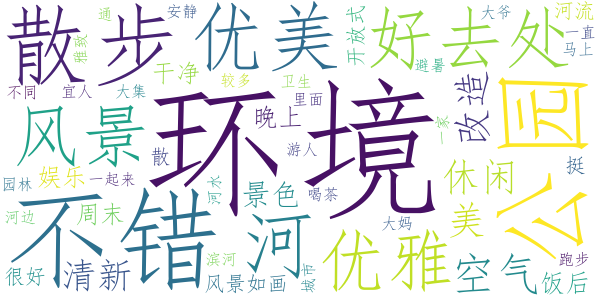 散步
通
安静
雅致
优美
干净
开放式
好去处
大爷
河流
一直
马上
避暑
不同
宜人
大集
较多
卫生
里面
环境
晚上
游人
风景
散
改造
一家
公园
挺
园林
娱乐
一起来
河水
景色
喝茶
休闲
河边
周末
不错
河
大妈
美
优雅
很好
清新
滨河
风景如画
城市
空气
跑步
饭后